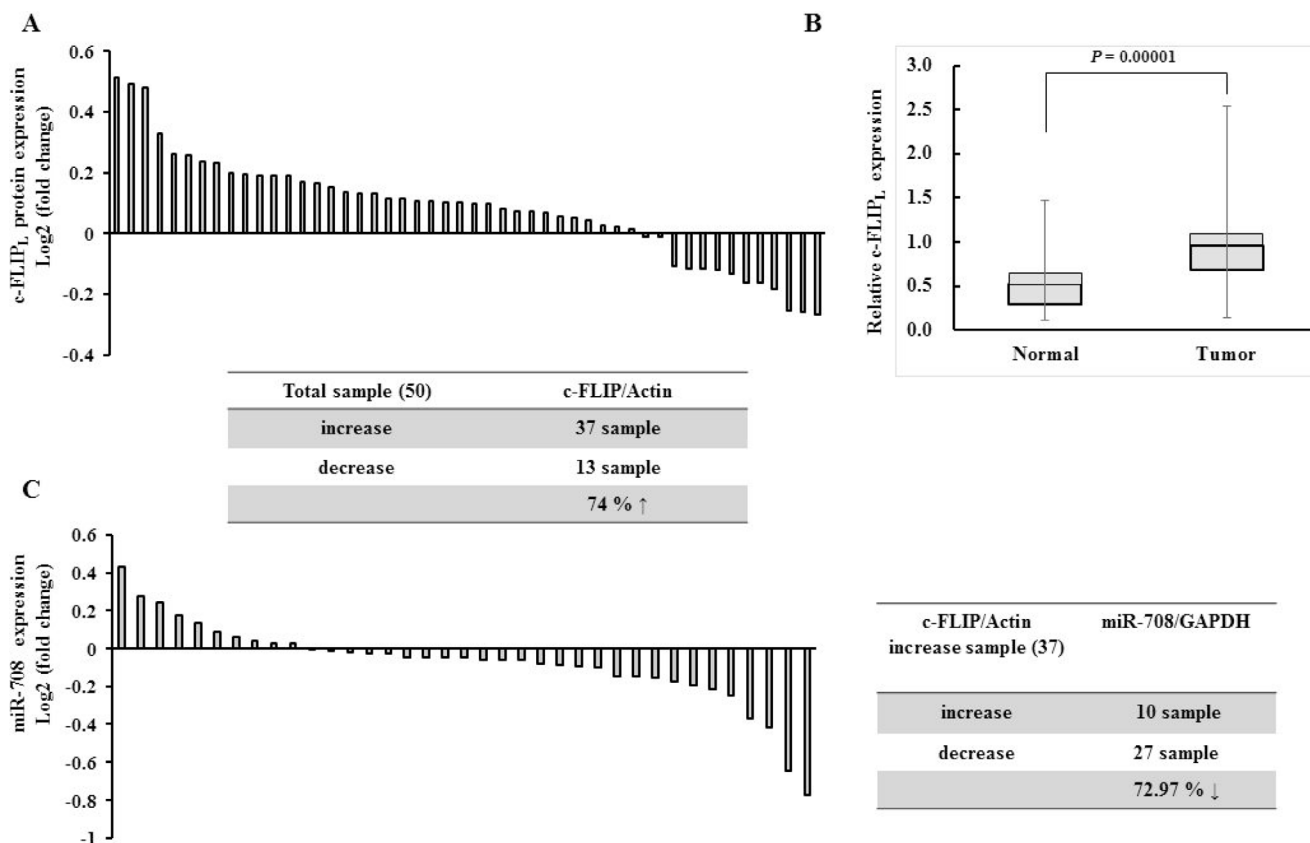 A
c-FLIPL protein expression
Log2 (fold change)
0.6
0.4
0.2
0
-0.2
-0.4
Total sample (50) c-FLIP/Actin
increase 37 sample
decrease 13 sample
74 % ↑
B
Relative c-FLIPL expression
P = 0.00001
3.0
2.5
2.0
1.5
1.0
0.5
0.0
Normal Tumor
C
miR-708 expression
Log2 (fold change)
0.6
0.4
0.2
0
-0.2
-0.4
-0.6
-0.8
-1
c-FLIP/Actin miR-708/GAPDH
increase sample (37)
increase 10 sample
decrease 27 sample
72.97 % ↓